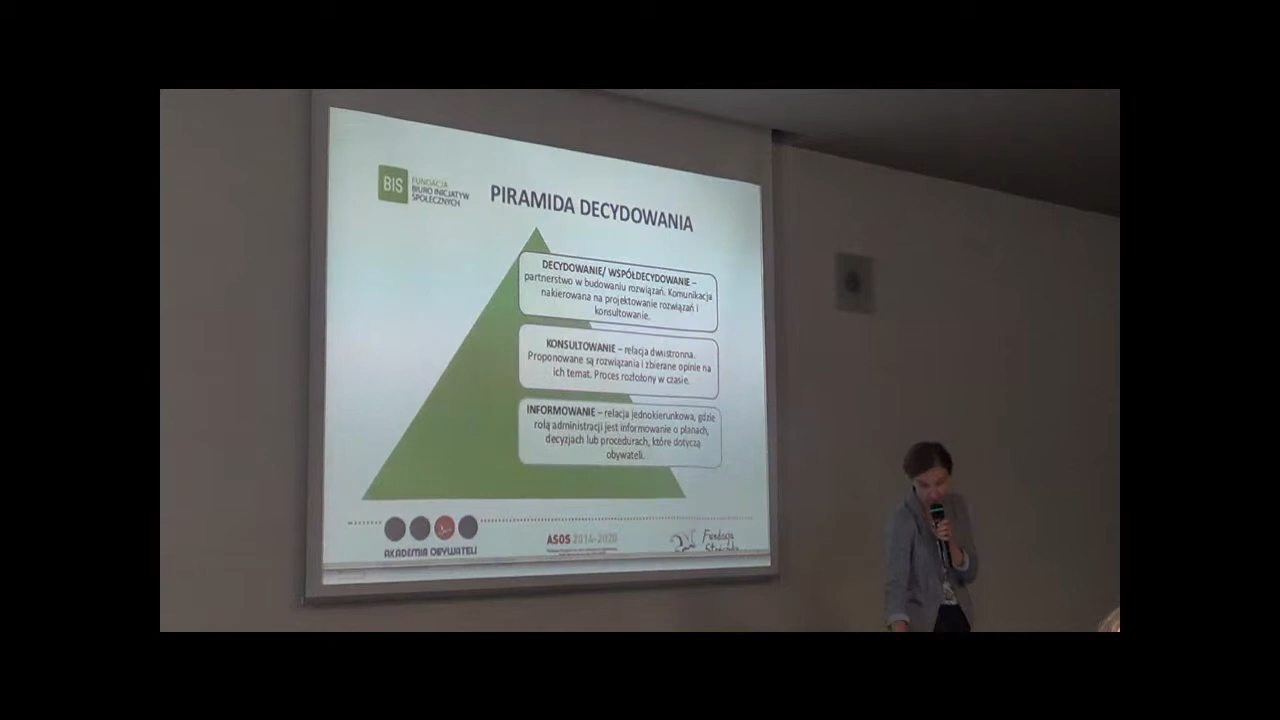 BIS
FUNDACJA
BIURO INICJATYW
SPOŁECZNYCH
PIRAMIDA DECYDOWANIA
DECYDOWANIE/ WSPÓŁDECYDOWANIE –
partnerstwo w budowaniu rozwiązań. Komunikacja
nakierowana na projektowanie rozwiązań i
konsultowanie.
KONSULTOWANIE – relacja dwustronna.
Proponowane są rozwiązania i zbierane opinie na
ich temat. Proces rozłożony w czasie.
INFORMOWANIE – relacja jednokierunkowa, gdzie
rolą administracji jest informowanie o planach,
decyzjach lub procedurach, które dotyczą
obywateli.
AKADEMIA OBYWATELI
ASOS 2014-2020
Fundacja